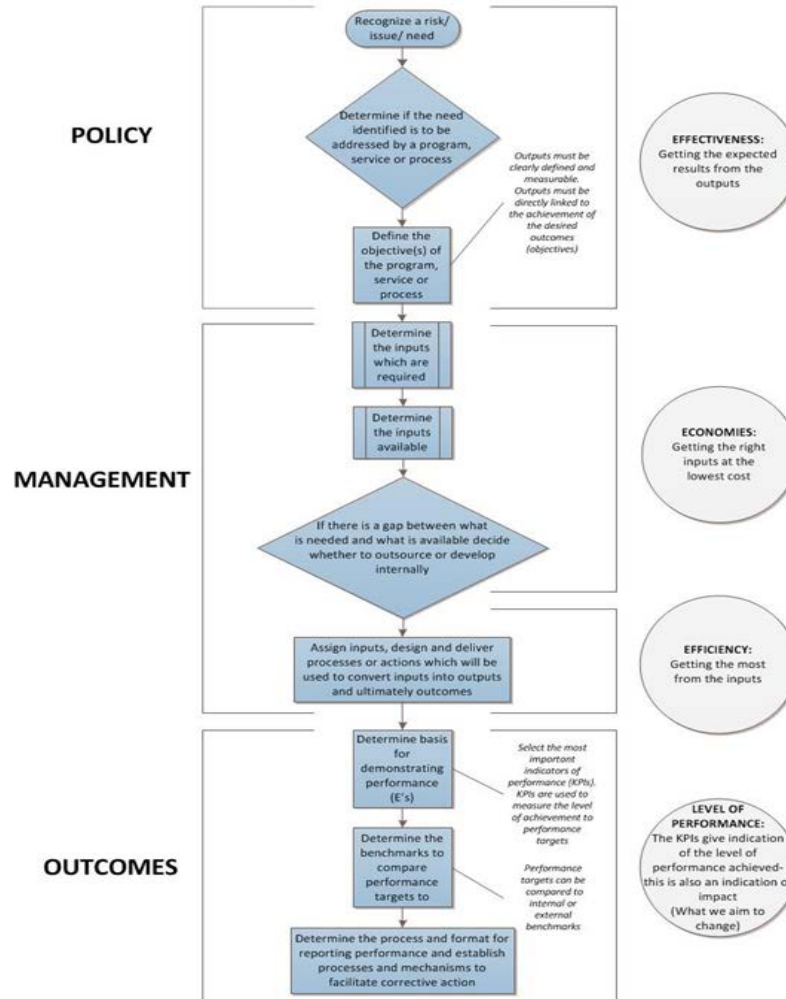 Recognize a risk/
issue/ need
POLICY
Determine if the need
identified is to be
addressed by a program,
service or process
Outputs must be
clearly defined and
measurable.
Outputs must be
directly linked to
the achievement of
the desired
outcomes
(objectives)
EFFECTIVENESS:
Getting the expected
results from the
outputs
Define the
objective(s) of
the program,
service or
process
MANAGEMENT
Determine
the inputs
which are
required
Determine
the inputs
available
ECONOMIES:
Getting the right
inputs at the
lowest cost
If there is a gap between what
is needed and what is available decide
whether to outsource or develop
internally
Assign inputs, design and deliver
processes or actions which will be
used to convert inputs into outputs
and ultimately outcomes
EFFICIENCY:
Getting the most
from the inputs
OUTCOMES
Determine basis
for
demonstrating
performance
(E's)
Select the most
important
indicators of
performance (KPIs).
KPIs are used to
measure the level
of achievement to
performance
targets
Determine the
benchmarks to
compare
performance
targets to
Performance
targets can be
compared to
internal or
external
benchmarks
LEVEL OF
PERFORMANCE:
The KPIs give indication
of the level of
performance achieved-
this is also an indication o
impact
(What we aim to
change)
Determine the process and format for
reporting performance and establish
processes and mechanisms to
facilitate corrective action